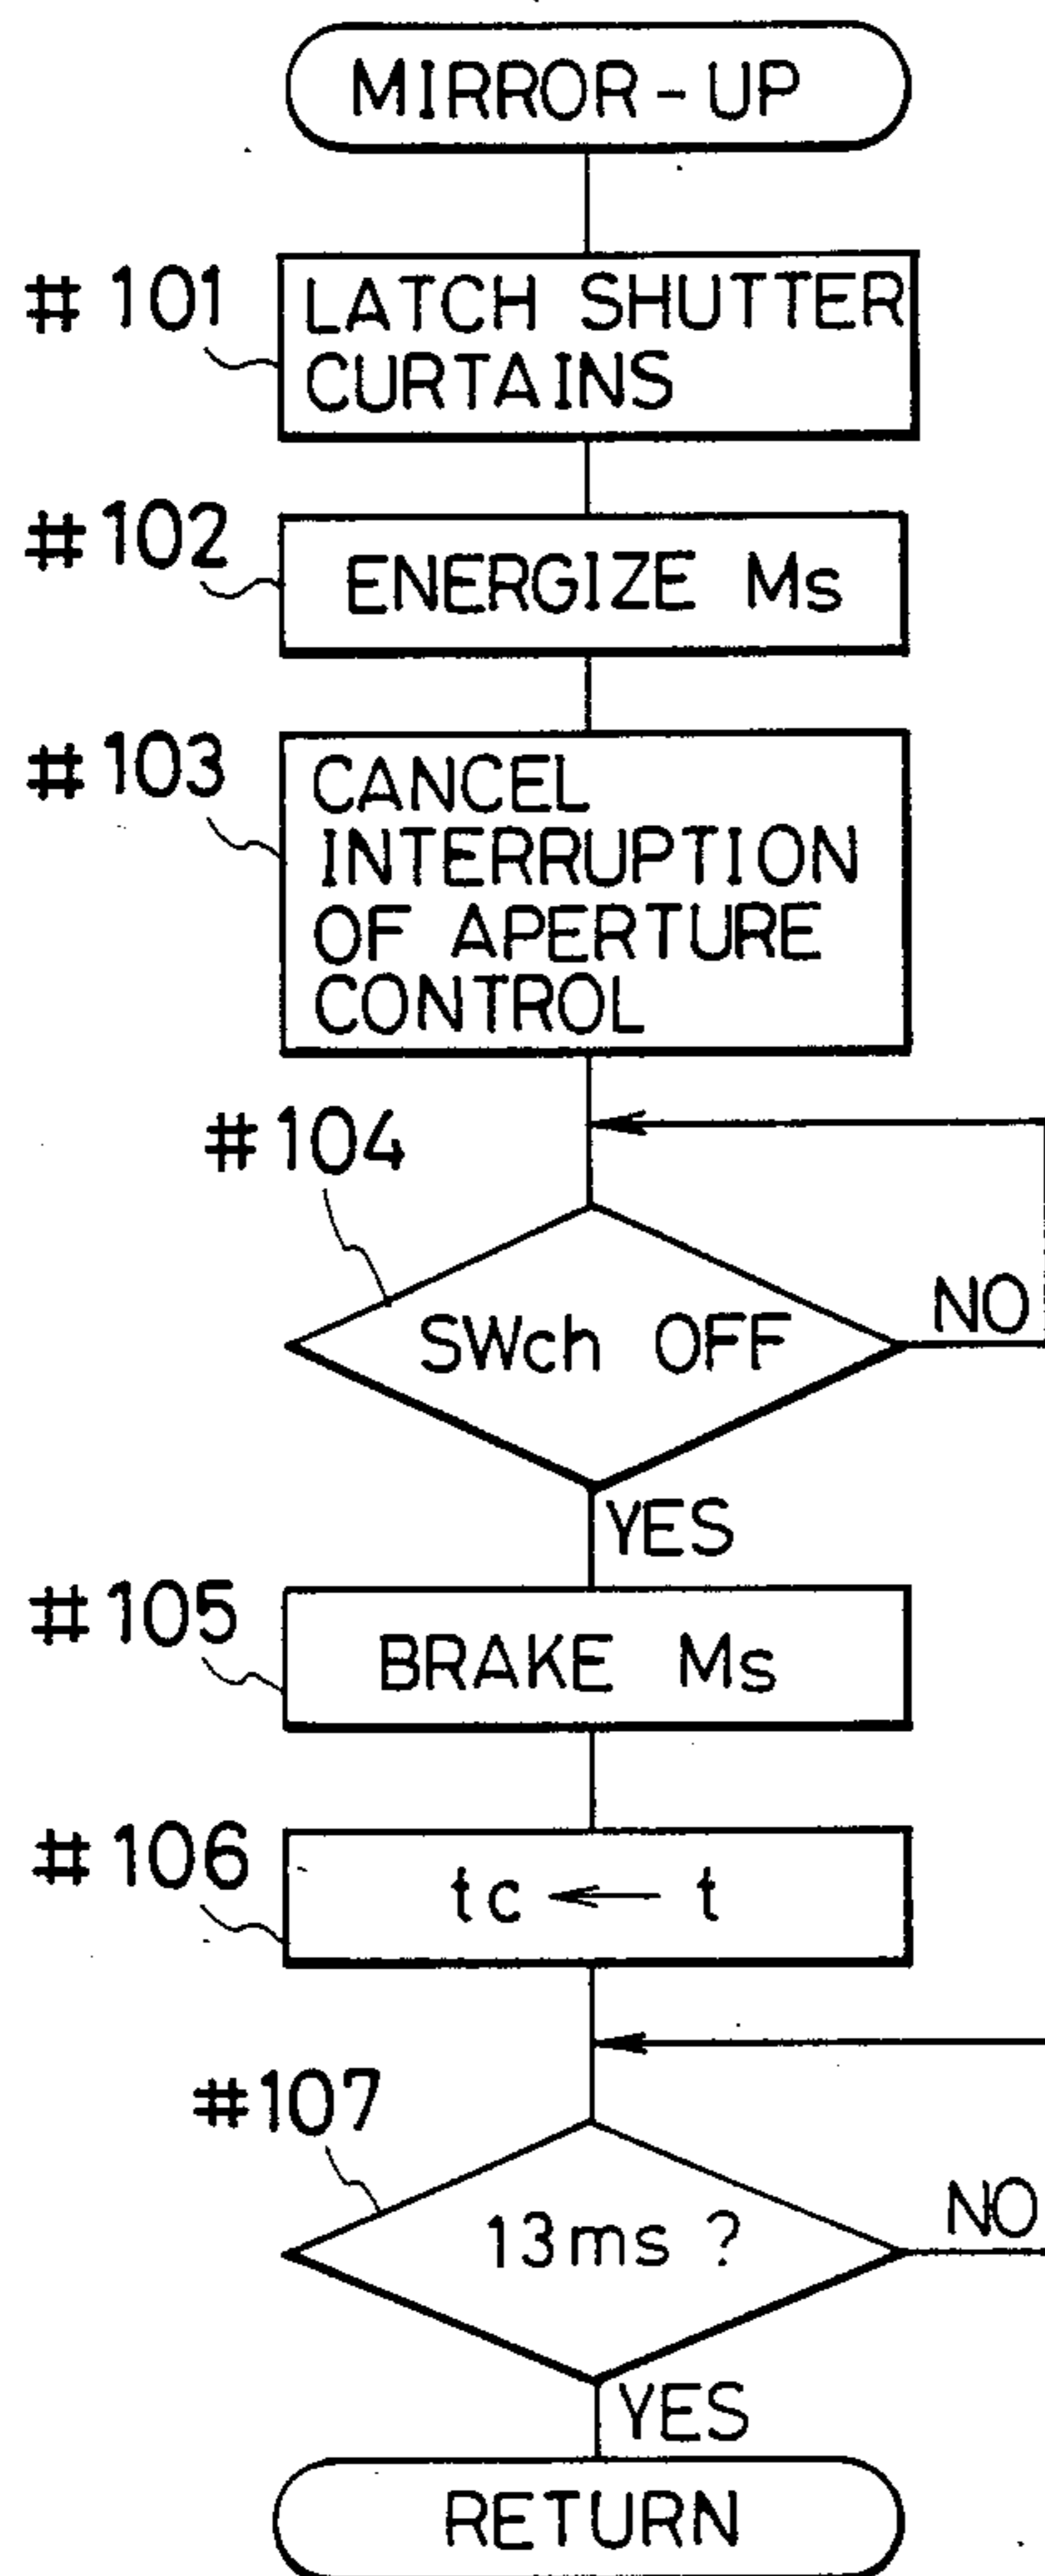 MIRROR-UP
#101
LATCH SHUTTER
CURTAINS
#102
ENERGIZE Ms
#103
CANCEL
INTERRUPTION
OF APERTURE
CONTROL
#104
SWch OFF
NO
YES
#105
BRAKE Ms
#106
tc ← t
#107
13ms ?
NO
YES
RETURN